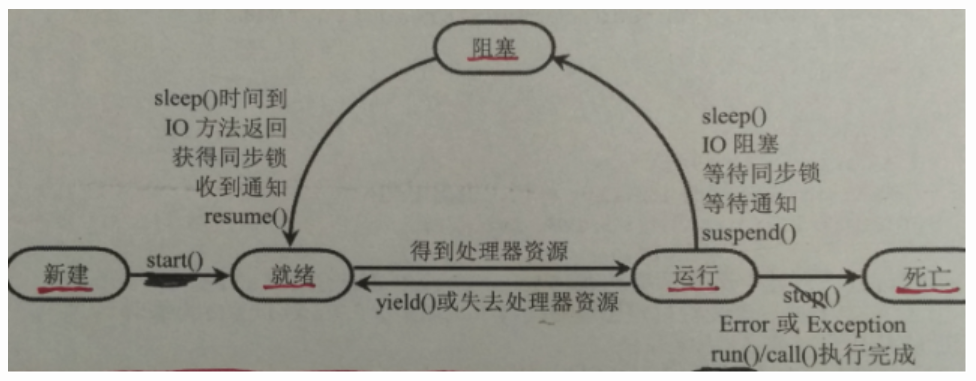 阻塞
sleep()时间到
IO 方法返回
获得同步锁
收到通知
resume()
sleep()
IO 阻塞
等待同步锁
等待通知
suspend()
新建
start()
就绪
得到处理器资源
yield()或失去处理器资源
运行
死亡
stop()
Error 或 Exception
run()/call()执行完成